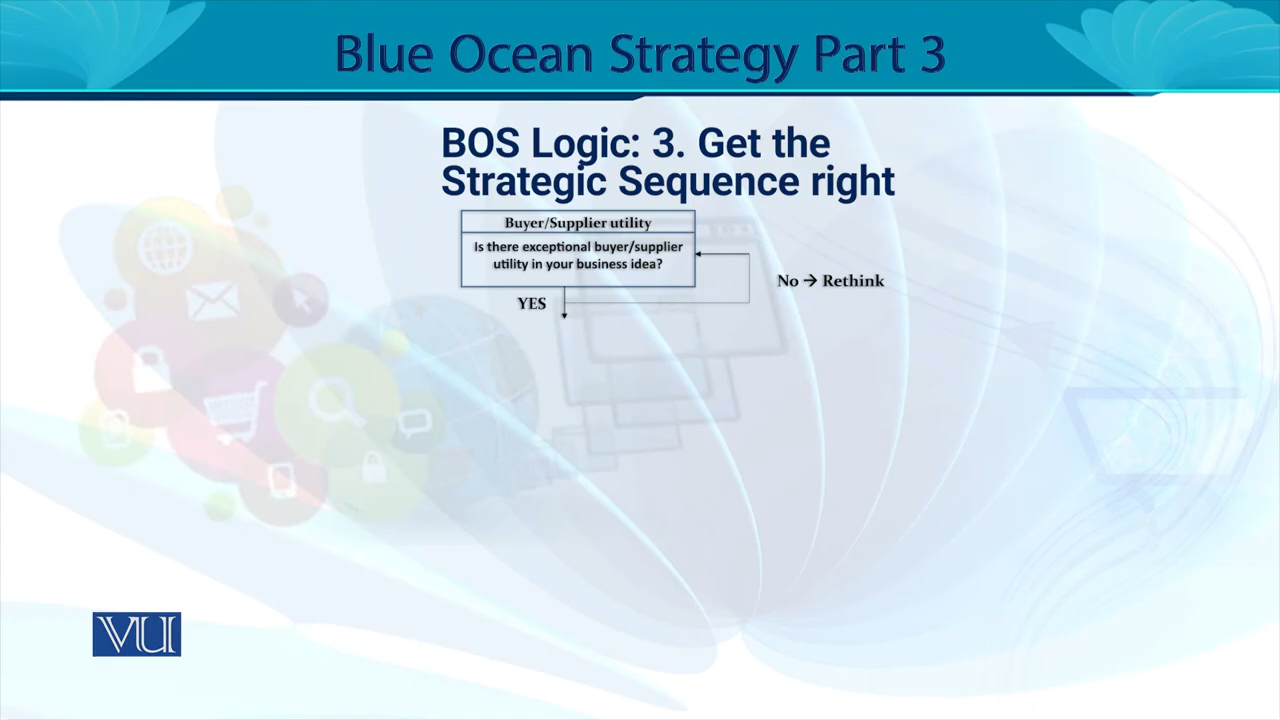 Blue Ocean Strategy Part 3
BOS Logic: 3. Get the
Strategic Sequence right
Buyer/Supplier utility
Is there exceptional buyer/supplier
utility in your business idea?
No → Rethink
YES
VU